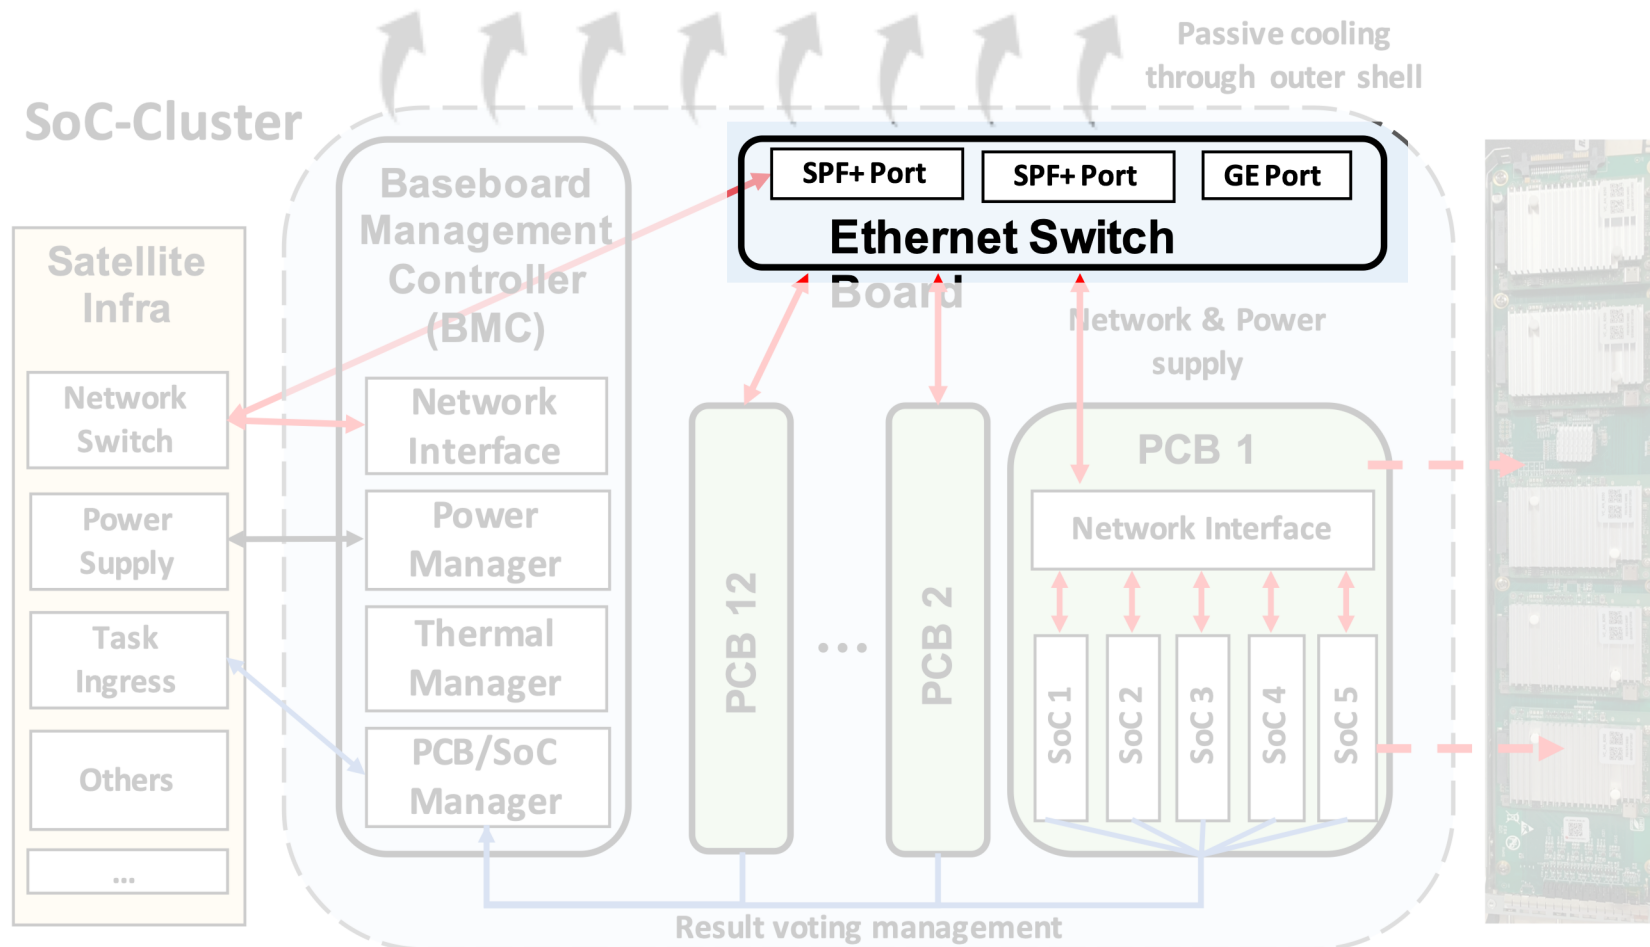 Passive cooling
through outer shell
SoC-Cluster
Satellite
Infra
Network
Switch
Power
Supply
Task
Ingress
Others
...
Baseboard
Management
Controller
(BMC)
Network
Interface
Power
Manager
Thermal
Manager
PCB/SoC
Manager
SPF+ Port
SPF+ Port
GE Port
Ethernet Switch
Board
Network & Power
supply
PCB 12
...
PCB 2
PCB 1
Network Interface
SoC 1
SoC 2
SoC 3
SoC 4
SoC 5
Result voting management